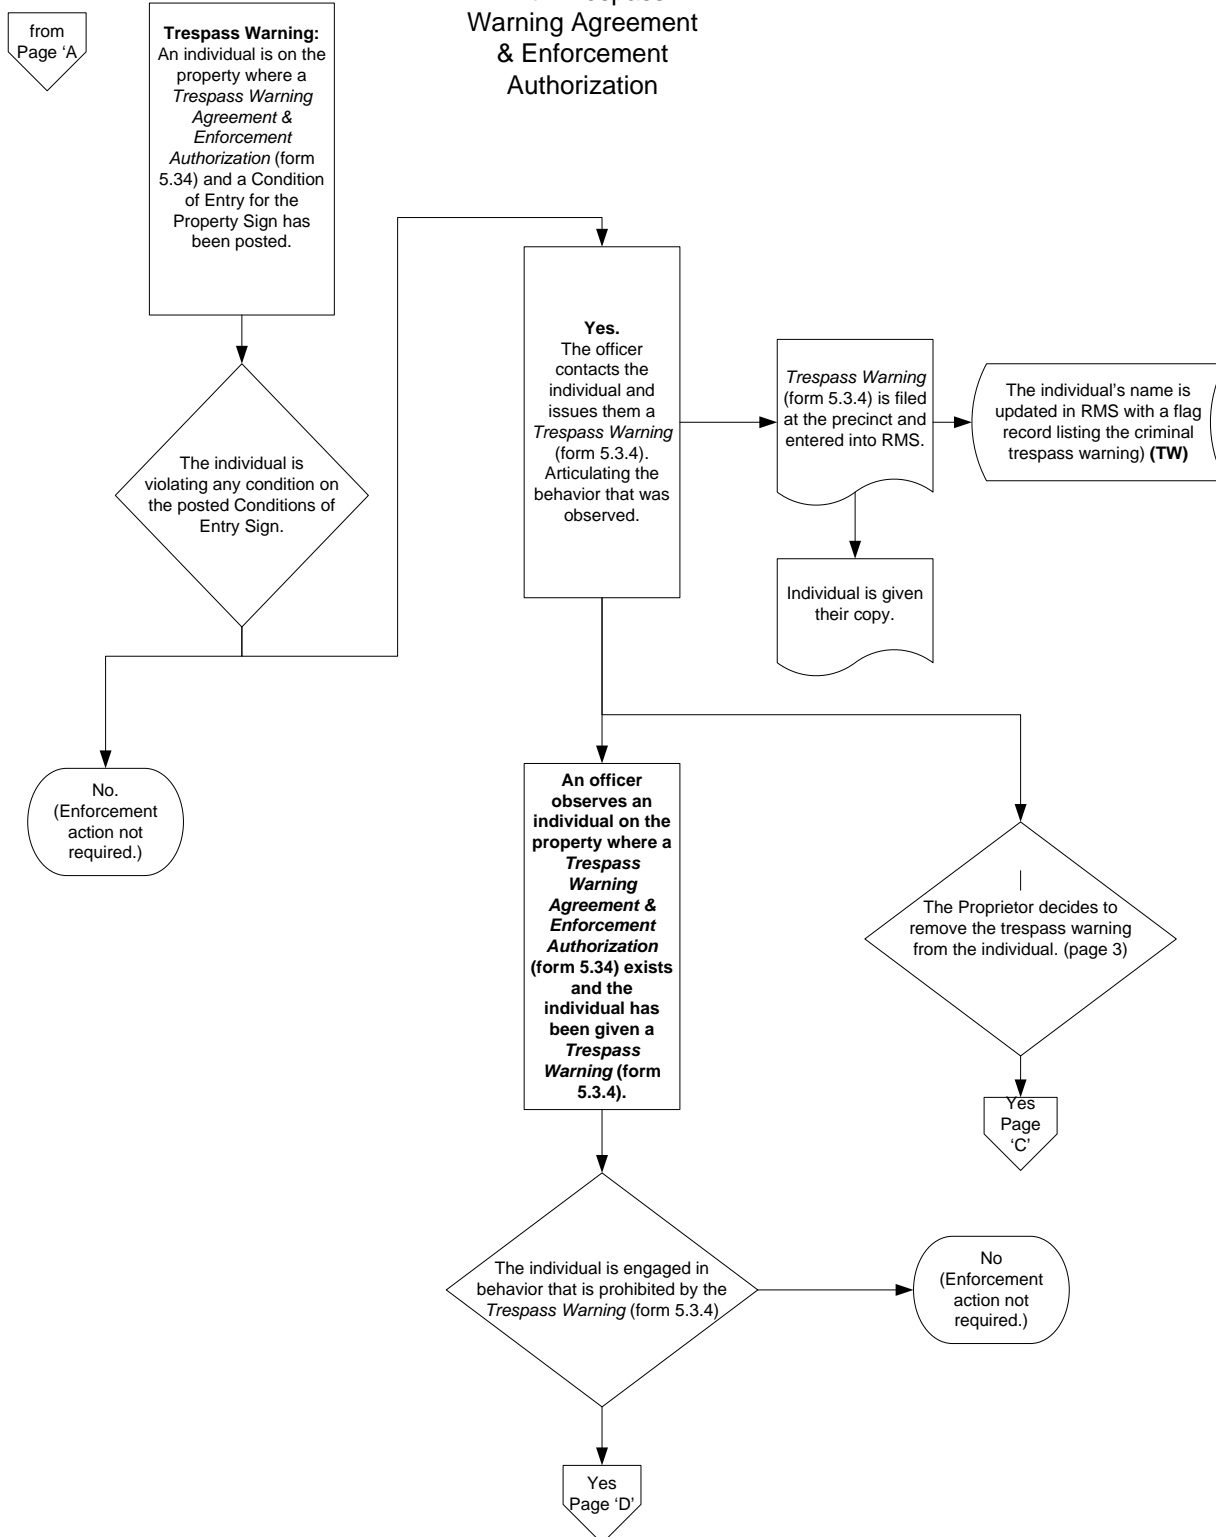 Warning Agreement
& Enforcement
Authorization
from
Page ‘A
Trespass Warning:
An individual is on the
property where a
Trespass Warning
Agreement &
Enforcement
Authorization (form
5.34) and a Condition
of Entry for the
Property Sign has
been posted.
The individual is
violating any condition on
the posted Conditions of
Entry Sign.
No.
(Enforcement
action not
required.)
Yes.
The officer
contacts the
individual and
issues them a
Trespass Warning
(form 5.3.4).
Articulating the
behavior that was
observed.
Trespass Warning
(form 5.3.4) is filed
at the precinct and
entered into RMS.
The individual’s name is
updated in RMS with a flag
record listing the criminal
trespass warning) (TW)
Individual is given
their copy.
An officer
observes an
individual on the
property where a
Trespass
Warning
Agreement &
Enforcement
Authorization
(form 5.34) exists
and the
individual has
been given a
Trespass
Warning (form
5.3.4).
The Proprietor decides to
remove the trespass warning
from the individual. (page 3)
Yes
Page
‘C’
The individual is engaged in
behavior that is prohibited by the
Trespass Warning (form 5.3.4)
No
(Enforcement
action not
required.)
Yes
Page ‘D’